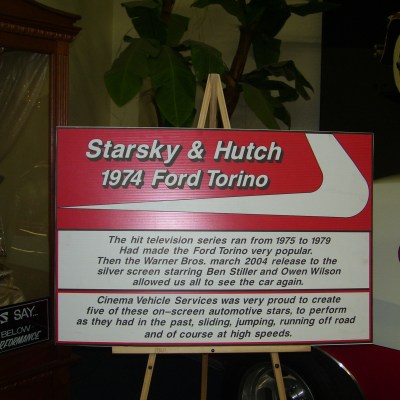 Starsky & Hutch
1974 Ford Torino
The hit television series ran from 1975 to 1979
Had made the Ford Torino very popular.
Then the Warner Bros. march 2004 release to the
silver screen starring Ben Stiller and Owen Wilson
allowed us all to see the car again.
Cinema Vehicle Services was very proud to create
five of these on-screen automotive stars, to perform
as they had in the past, sliding, jumping, running off road
and of course at high speeds.
SAY..
BELOW
PERFORMANCE